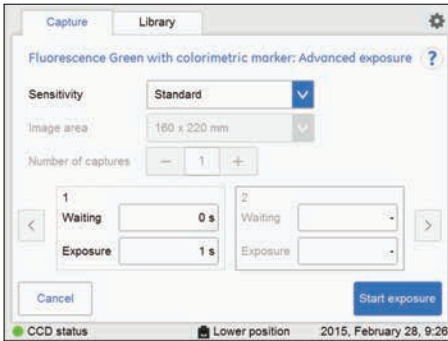 Capture Library
Fluorescence Green with colorimetric marker: Advanced exposure ?
Sensitivity Standard
Image area 160 x 220 mm
Number of captures − 1 +
1 2
Waiting 0 s Waiting -
< >
Exposure 1 s Exposure -
Cancel Start exposure
CCD status Lower position 2015, February 28, 9:26